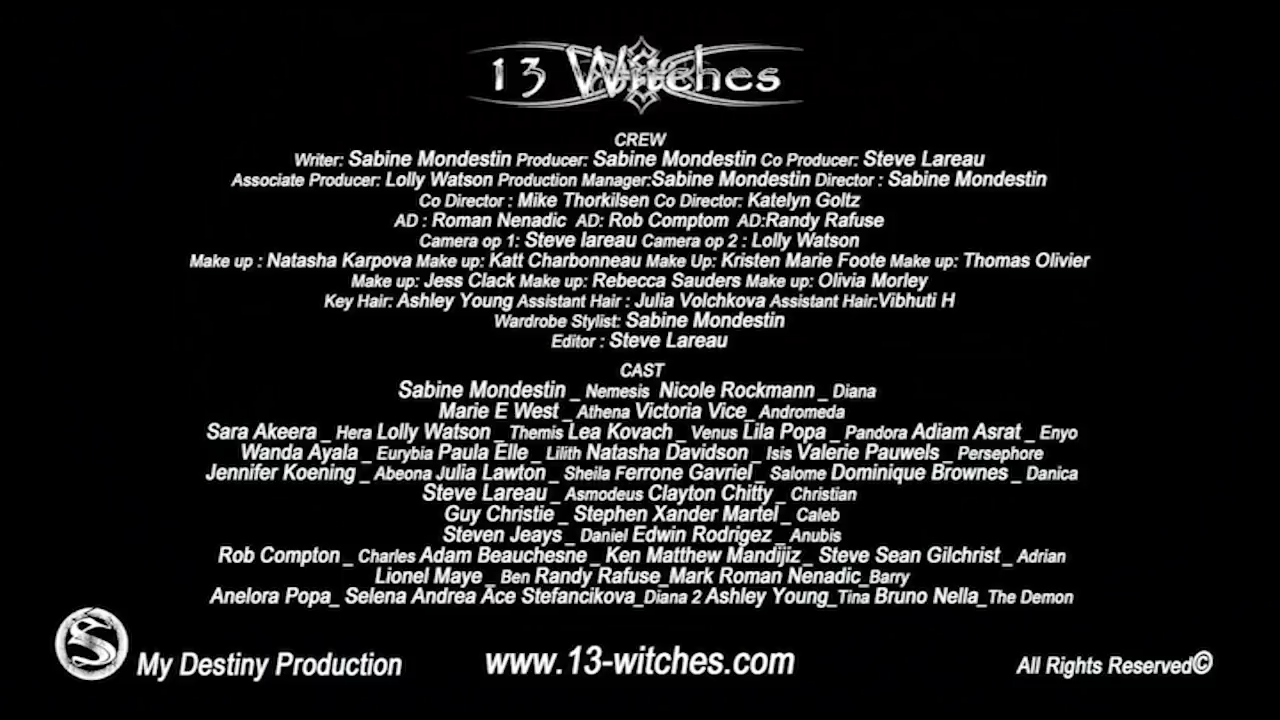 13 Witches
CREW
Writer: Sabine Mondestin Producer: Sabine Mondestin Co Producer: Steve Lareau
Associate Producer: Lolly Watson Production Manager:Sabine Mondestin Director : Sabine Mondestin
Co Director : Mike Thorkilsen Co Director: Katelyn Goltz
AD : Roman Nenadic AD: Rob Comptom AD:Randy Rafuse
Camera op 1: Steve lareau Camera op 2 : Lolly Watson
Make up : Natasha Karpova Make up: Katt Charbonneau Make Up: Kristen Marie Foote Make up: Thomas Olivier
Make up: Jess Clack Make up: Rebecca Sauders Make up: Olivia Morley
Key Hair: Ashley Young Assistant Hair : Julia Volchkova Assistant Hair:Vibhuti H
Wardrobe Stylist: Sabine Mondestin
Editor : Steve Lareau
CAST
Sabine Mondestin _ Nemesis Nicole Rockmann _ Diana
Marie E West _ Athena Victoria Vice_ Andromeda
Sara Akeera _ Hera Lolly Watson _ Themis Lea Kovach _ Venus Lila Popa _ Pandora Adiam Asrat _ Enyo
Wanda Ayala _ Eurybia Paula Elle _ Lilith Natasha Davidson _ Isis Valerie Pauwels _ Persephore
Jennifer Koening _ Abeona Julia Lawton _ Sheila Ferrone Gavriel _ Salome Dominique Brownes _ Danica
Steve Lareau _ Asmodeus Clayton Chitty _ Christian
Guy Christie _ Stephen Xander Martel _ Caleb
Steven Jeays _ Daniel Edwin Rodrigez _ Anubis
Rob Compton _ Charles Adam Beauchesne _ Ken Matthew Mandijiz _ Steve Sean Gilchrist _ Adrian
Lionel Maye _ Ben Randy Rafuse_Mark Roman Nenadic_Barry
Anelora Popa_ Selena Andrea Ace Stefancikova_Diana 2 Ashley Young_Tina Bruno Nella_The Demon
S My Destiny Production
www.13-witches.com
All Rights Reserved©